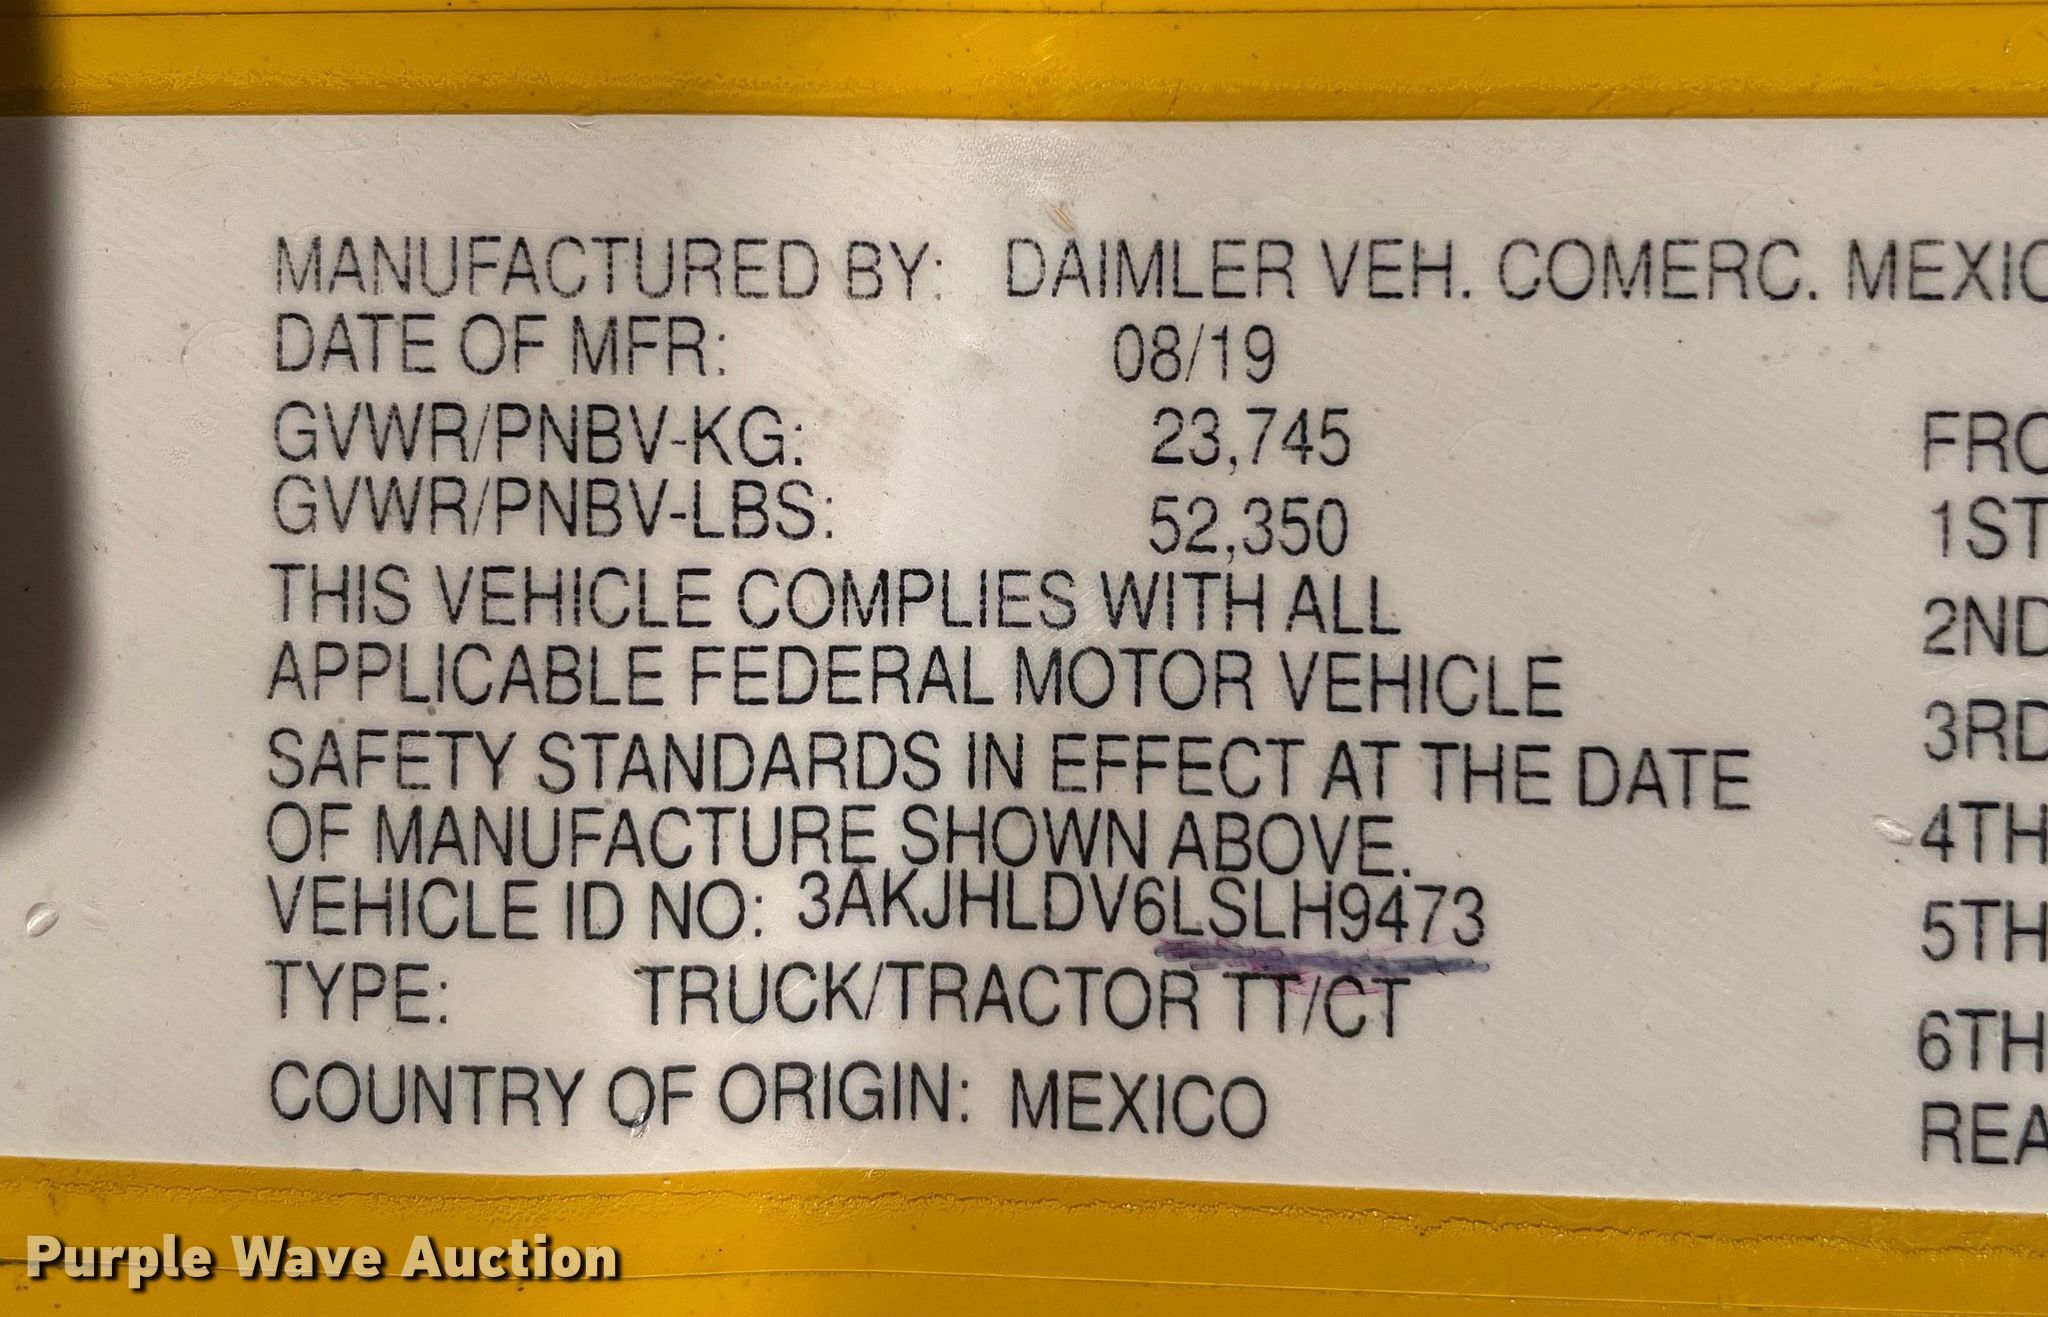 MANUFACTURED BY: DAIMLER VEH. COMERC. MEXIC
DATE OF MFR: 08/19
GVWR/PNBV-KG: 23,745
FRO
GVWR/PNBV-LBS: 52,350
1ST
THIS VEHICLE COMPLIES WITH ALL
2ND
APPLICABLE FEDERAL MOTOR VEHICLE
3RD
SAFETY STANDARDS IN EFFECT AT THE DATE
OF MANUFACTURE SHOWN ABOVE.
4TH
VEHICLE ID NO: 3AKJHLDV6LSLH9473
5TH
TYPE: TRUCK/TRACTOR TT/CT
6TH
COUNTRY OF ORIGIN: MEXICO
REA
Purple Wave Auction